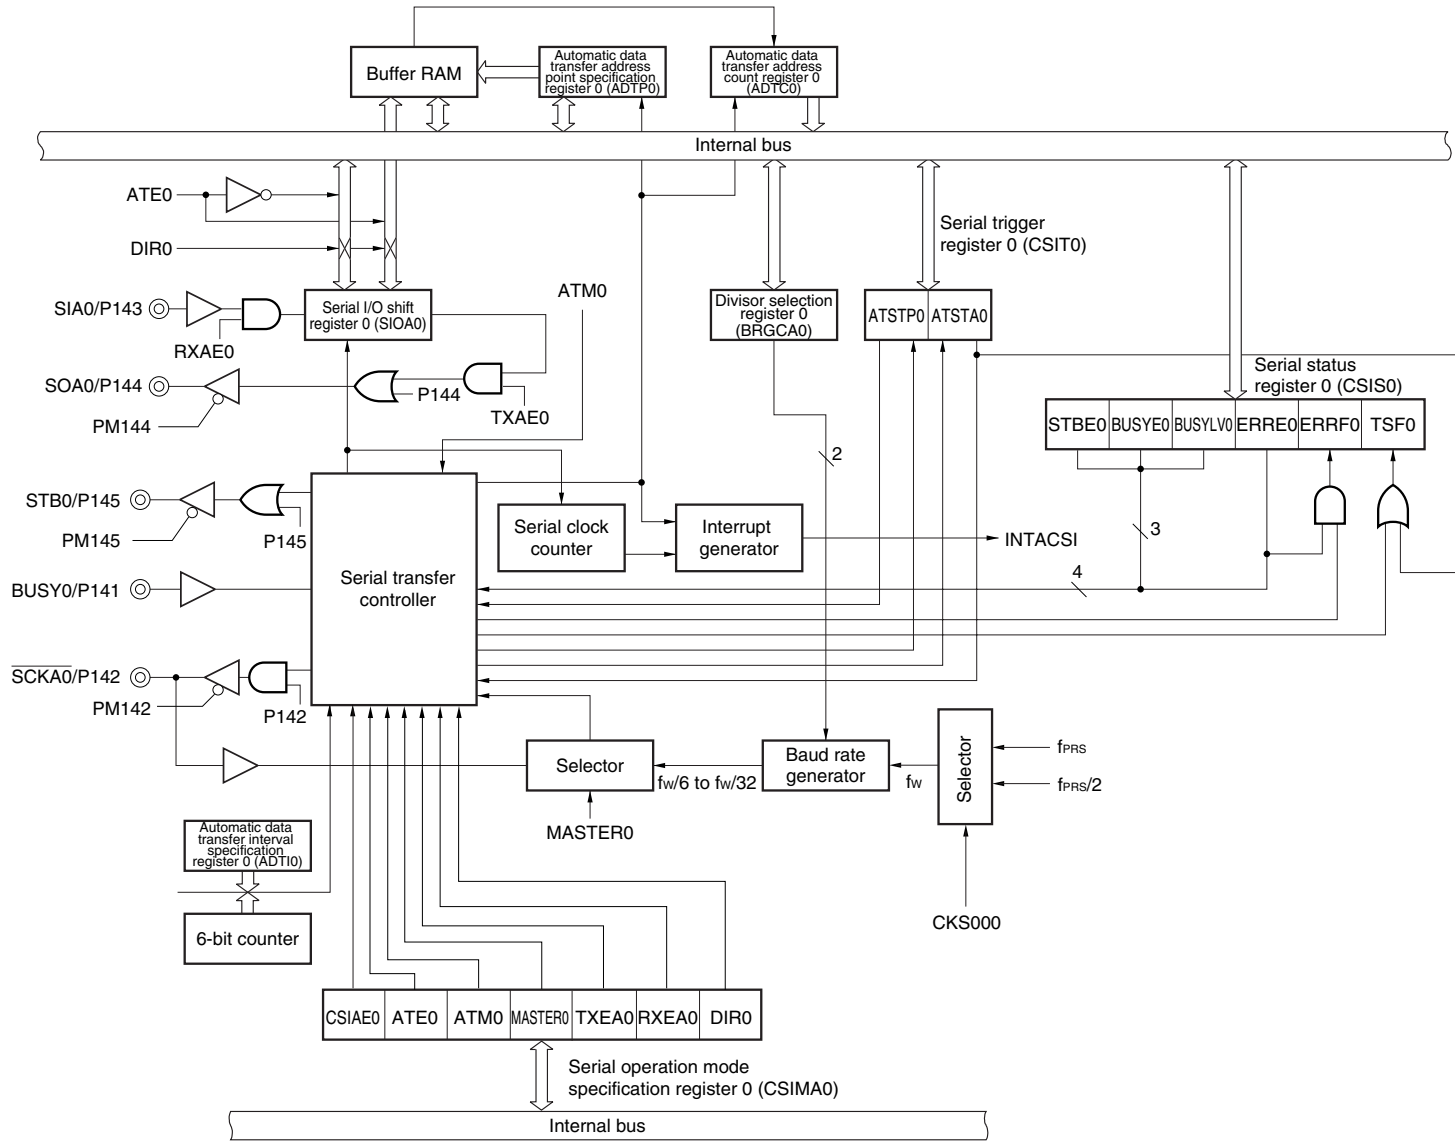 Buffer RAM
Automatic data
transfer address
point specification
register 0 (ADTP0)
Automatic data
transfer address
count register 0
(ADTC0)
Internal bus
ATE0
DIR0
Serial trigger
register 0 (CSIT0)
SIA0/P143
RXAE0
Serial I/O shift
register 0 (SIOA0)
ATM0
Divisor selection
register 0
(BRGCA0)
ATSTP0
ATSTA0
SOA0/P144
PM144
P144
TXAE0
Serial status
register 0 (CSIS0)
STBE0
BUSYE0
BUSYLV0
ERRE0
ERRF0
TSF0
2
STB0/P145
PM145
P145
Serial clock
counter
Interrupt
generator
INTACSI
3
BUSY0/P141
Serial transfer
controller
4
SCKA0/P142
PM142
P142
Selector
MASTER0
fW/6 to fW/32
Baud rate
generator
fW
Selector
fPRS
fPRS/2
CKS000
Automatic data
transfer interval
specification
register 0 (ADTI0)
6-bit counter
CSIAE0
ATE0
ATM0
MASTER0
TXEA0
RXEA0
DIR0
Serial operation mode
specification register 0 (CSIMA0)
Internal bus